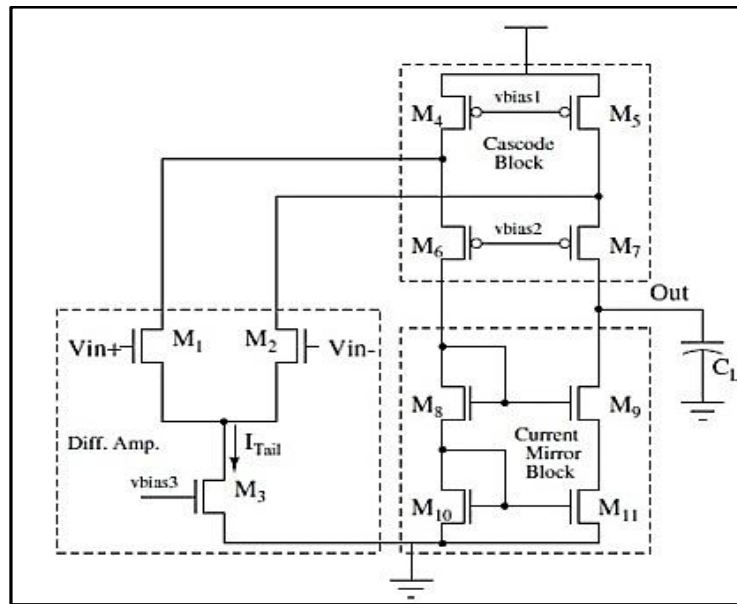 vbias1
M4
M5
Cascode
Block
vbias2
M6
M7
Out
Vin+
M1
M2
Vin-
CL
M8
M9
Diff. Amp.
ITail
Current
Mirror
Block
vbias3
M3
M10
M11